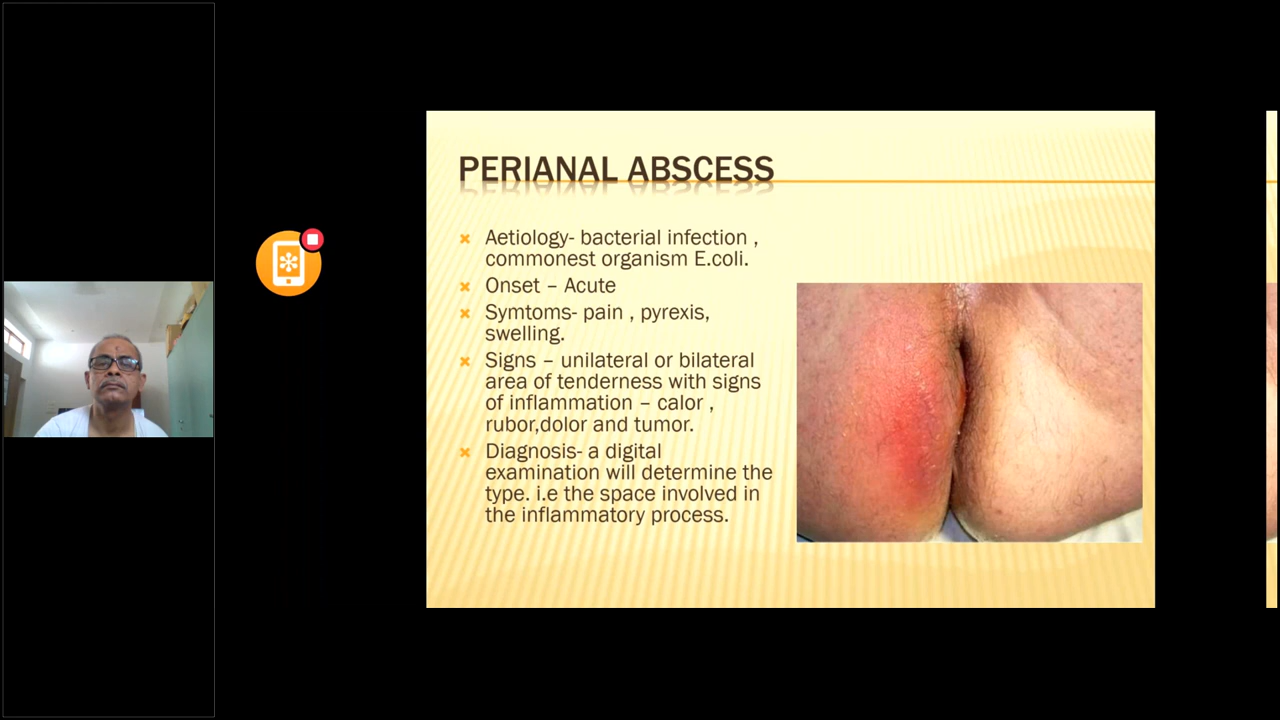 PERIANAL ABSCESS
Aetiology- bacterial infection ,
commonest organism E.coli.
Onset – Acute
Symtoms- pain , pyrexis,
swelling.
Signs – unilateral or bilateral
area of tenderness with signs
of inflammation – calor ,
rubor,dolor and tumor.
Diagnosis- a digital
examination will determine the
type. i.e the space involved in
the inflammatory process.